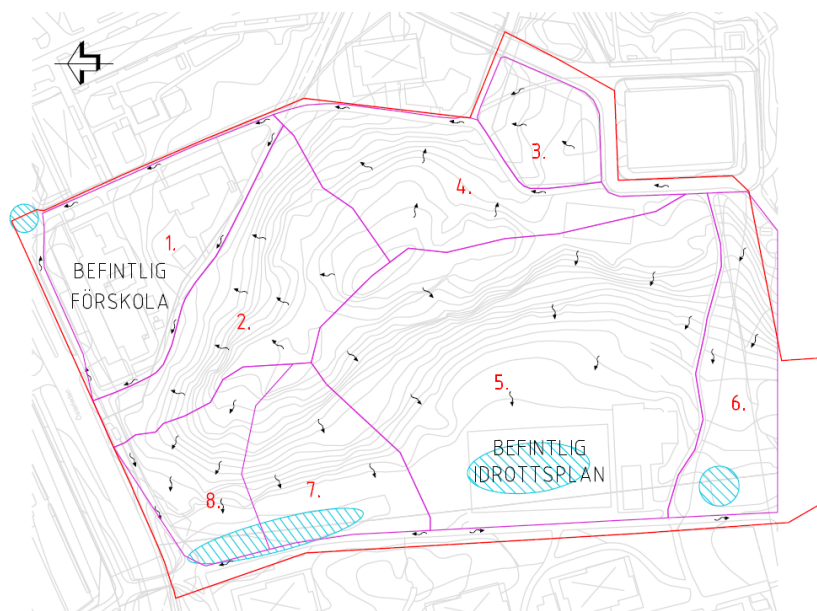 3.
4.
1.
BEFINTLIG
FÖRSKOLA
2.
5.
6.
BEFINTLIG
IDROTTSPLAN
7.
8.